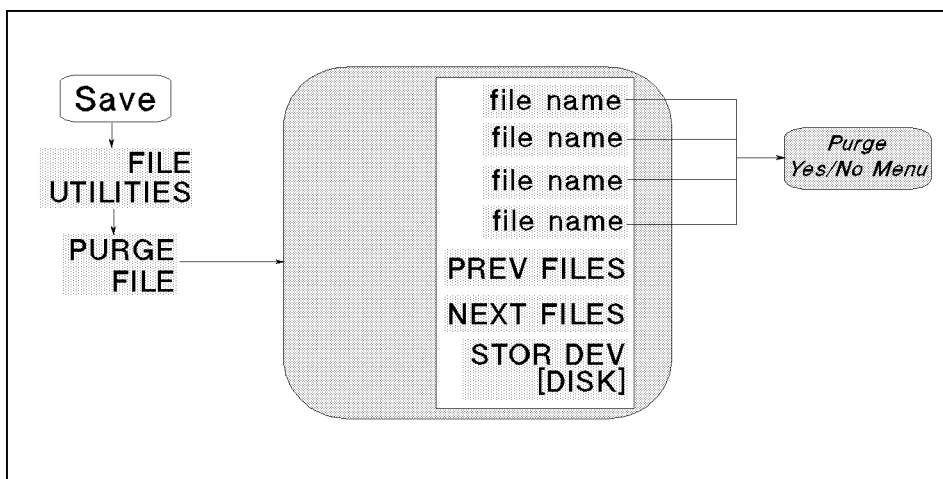 Save
FILE
UTILITIES
PURGE
FILE
file name
file name
file name
file name
PREV FILES
NEXT FILES
STOR DEV
[DISK]
Purge
Yes/No Menu